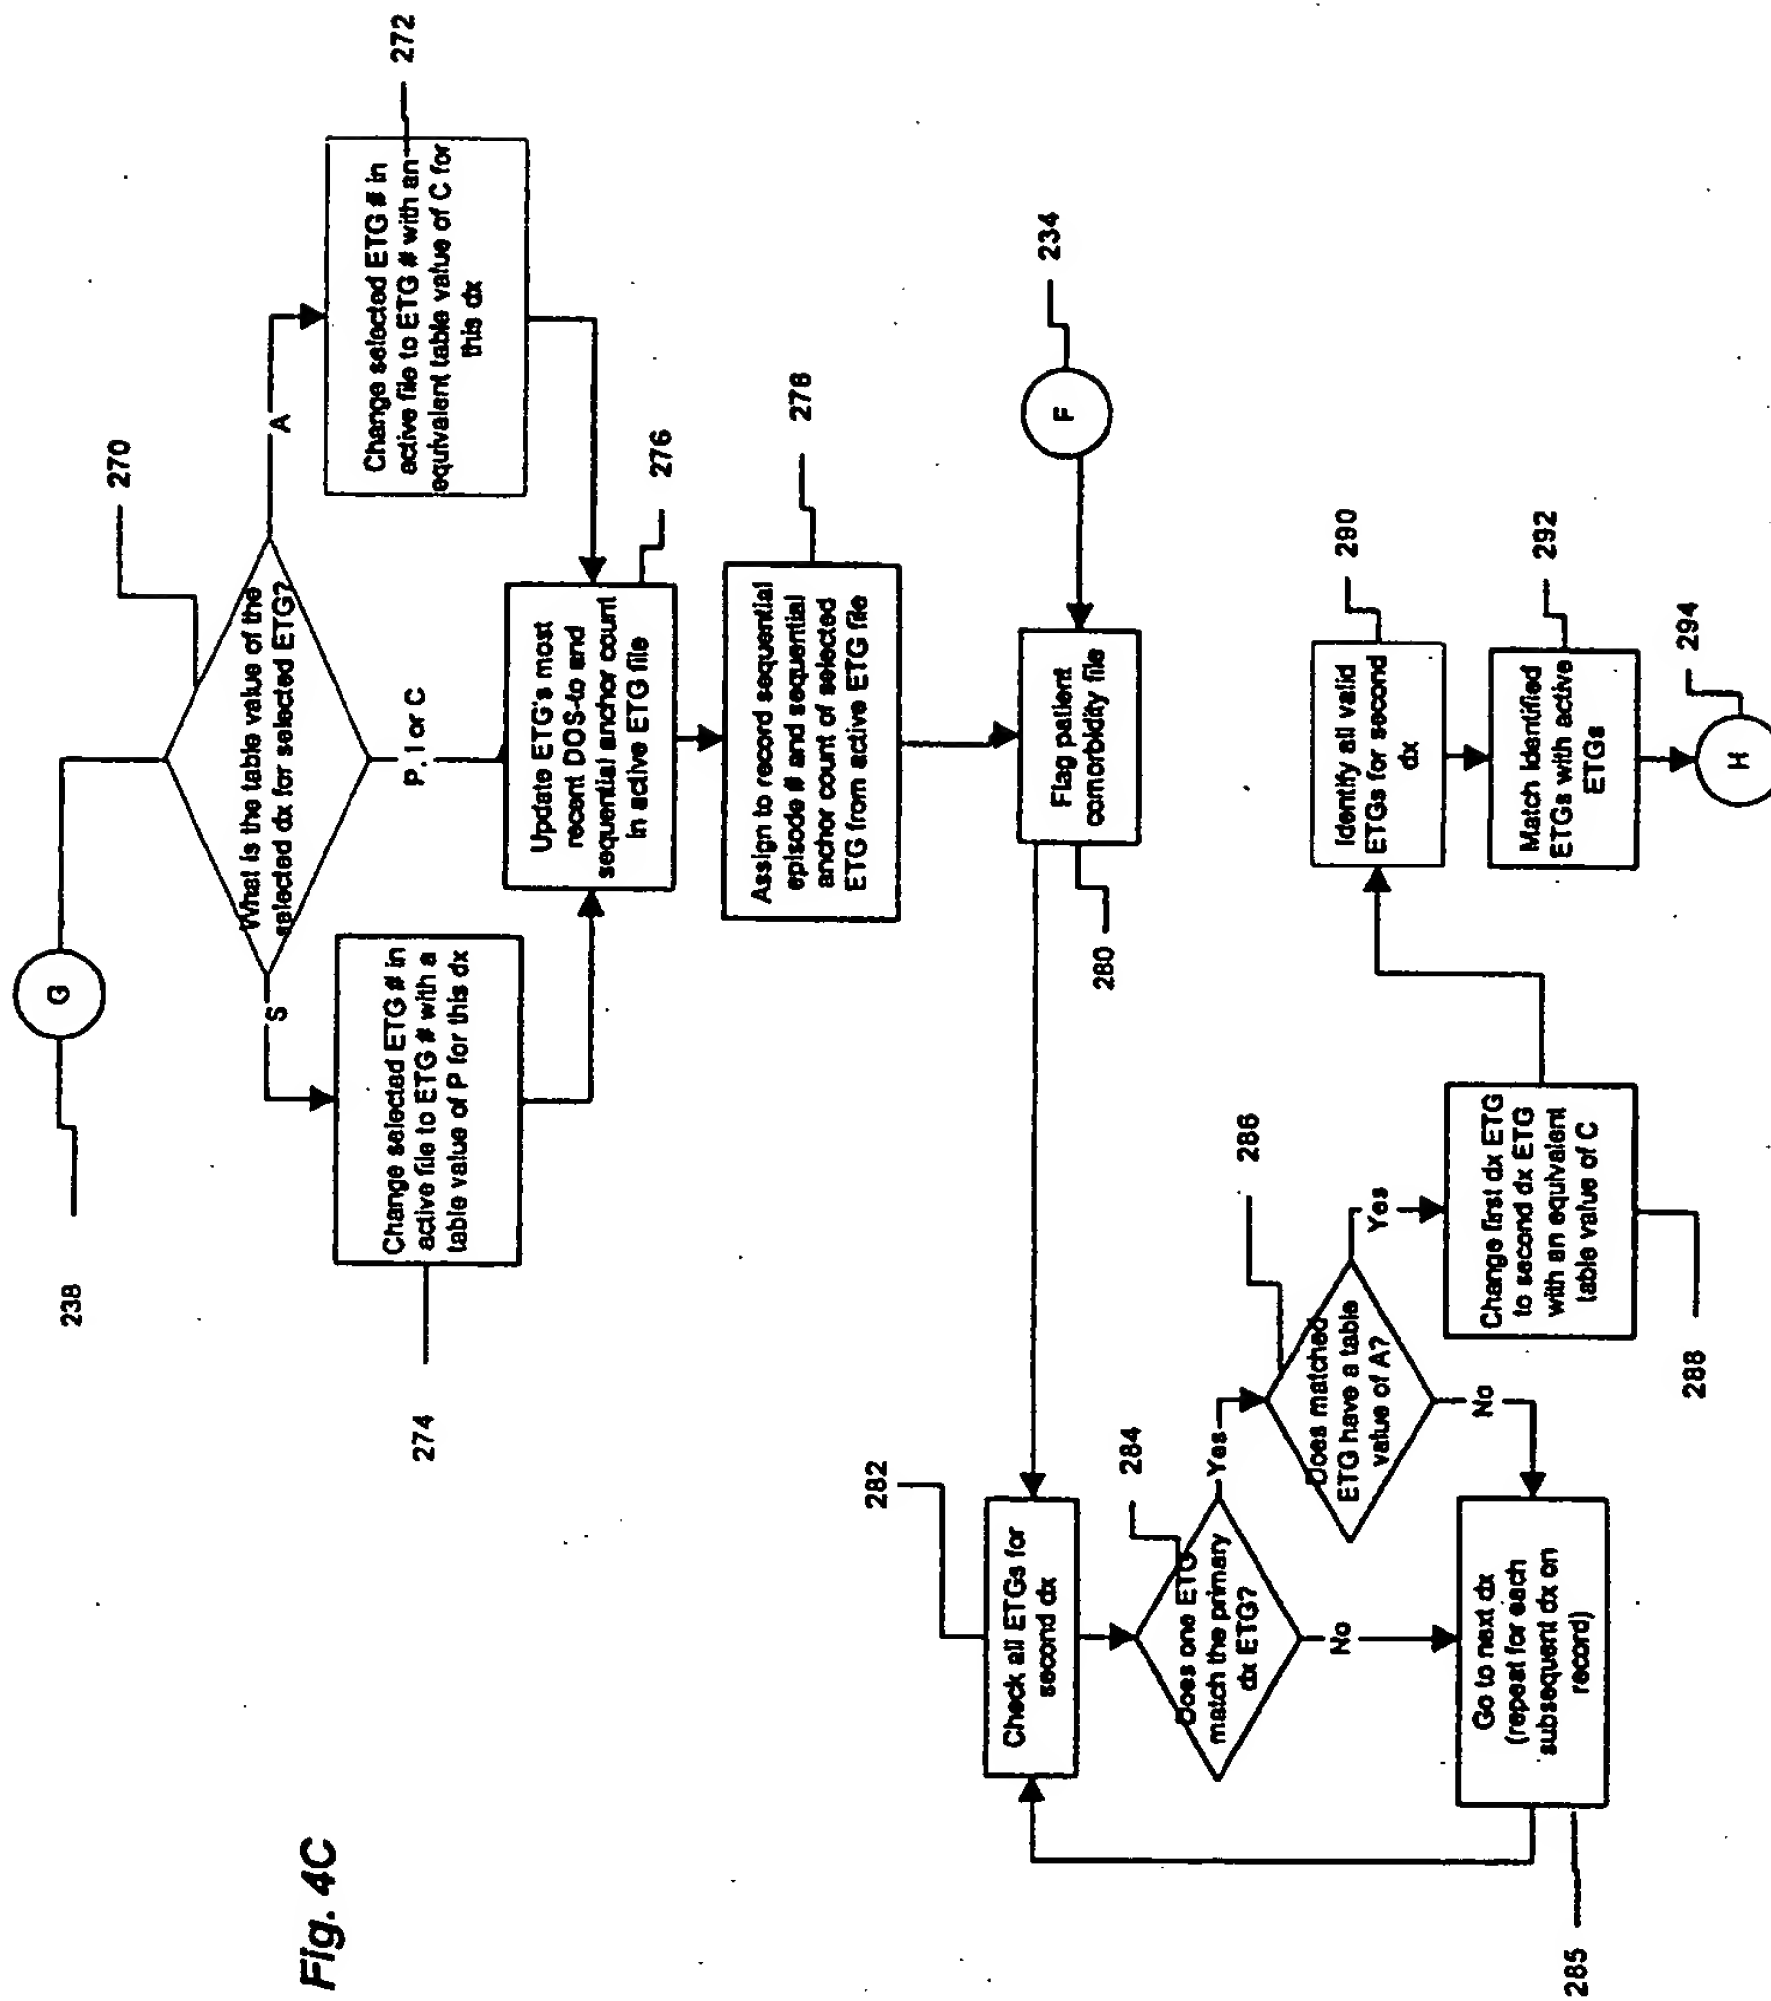 Fig. 4C
238
G
270
What is the table value of the
selected dx for selected ETG?
S
P, I or C
A
272
Change selected ETG # in
active file to ETG # with an
equivalent table value of C for
this dx
274
Change selected ETG # in
active file to ETG # with a
table value of P for this dx
276
Update ETG's most
recent DOS-to and
sequential anchor count
in active ETG file
278
Assign to record sequential
episode # and sequential
anchor count of selected
ETG from active ETG file
234
F
280
Flag patient
comorbidity file
282
Check all ETGs for
second dx
284
Does one ETG
match the primary
dx ETG?
Yes
No
285
Go to next dx
(repeat for each
subsequent dx on
record)
286
Does matched
ETG have a table
value of A?
Yes
No
288
Change first dx ETG
to second dx ETG
with an equivalent
table value of C
290
Identify all valid
ETGs for second
dx
292
Match identified
ETGs with active
ETGs
294
H